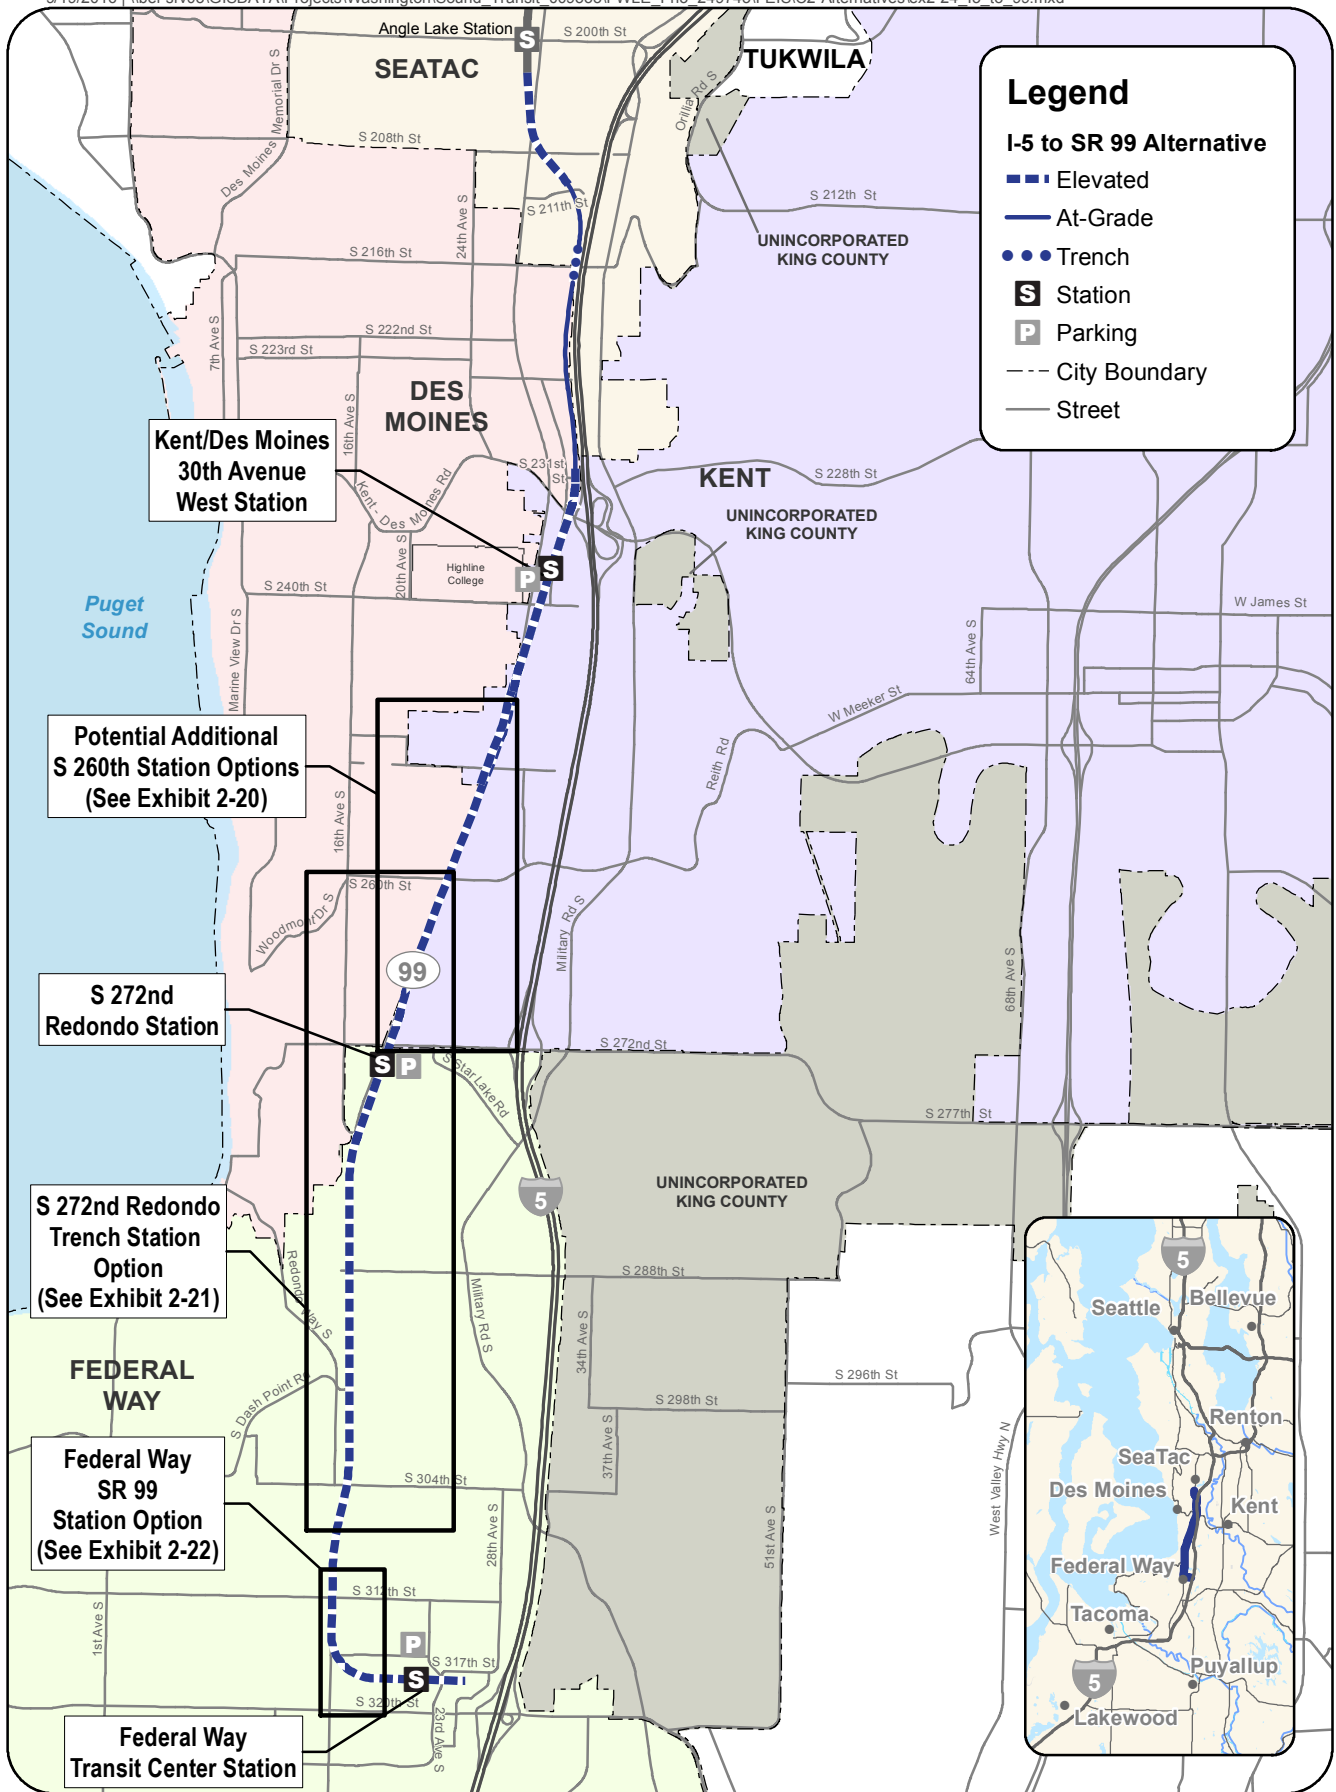 Angle Lake Station
S 200th St
SEATAC
TUKWILA
Orillia Rd S
Des Moines Memorial Dr S
S 208th St
24th Ave S
S 211th St
S 212th St
UNINCORPORATED
KING COUNTY
S 216th St
7th Ave S
S 222nd St
S 223rd St
16th Ave S
DES
MOINES
Legend
I-5 to SR 99 Alternative
Elevated
At-Grade
Trench
S Station
P Parking
City Boundary
Street
Kent/Des Moines
30th Avenue
West Station
S 231st
St
Kent - Des Moines Rd
KENT
S 228th St
UNINCORPORATED
KING COUNTY
20th Ave S
Highline
College
P
S
S 240th St
Puget
Sound
Marine View Dr S
W James St
64th Ave S
W Meeker St
Reith Rd
Potential Additional
S 260th Station Options
(See Exhibit 2-20)
16th Ave S
S 260th St
Woodmont Dr S
Military Rd S
99
68th Ave S
S 272nd
Redondo Station
S 272nd St
S
P
S Star Lake Rd
S 277th St
5
UNINCORPORATED
KING COUNTY
S 272nd Redondo
Trench Station
Option
(See Exhibit 2-21)
Redondo Way S
Military Rd S
S 288th St
34th Ave S
FEDERAL
WAY
S Dash Point Rd
S 296th St
S 298th St
37th Ave S
West Valley Hwy N
Federal Way
SR 99
Station Option
(See Exhibit 2-22)
S 304th St
28th Ave S
51st Ave S
S 312th St
1st Ave S
P
S 317th St
S
S 320th St
23rd Ave S
Federal Way
Transit Center Station
5
Seattle
Bellevue
Renton
SeaTac
Des Moines
Kent
Federal Way
Tacoma
Puyallup
5
Lakewood